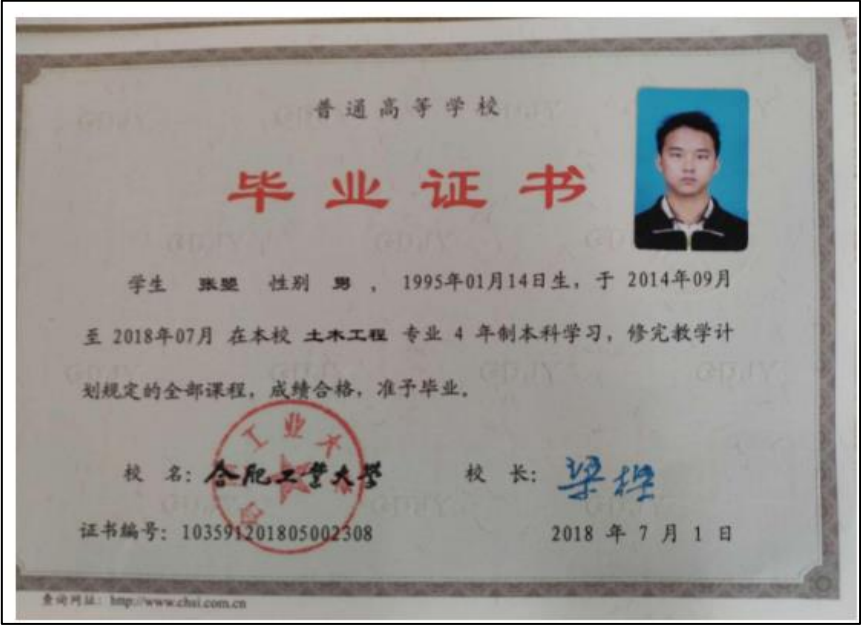 普通高等学校
毕业证书
学生 张 性别 男 , 1995年01月14日生,于 2014年09月
至 2018年07月 在本校 土木工程 专业 4 年制本科学习,修完教学计
划规定的全部课程,成绩合格,准予毕业。
校 名:合肥工业大学 校 长:梁樑
证书编号:103591201805002308 2018 年 7 月 1 日
查询网址:http://www.chsi.com.cn